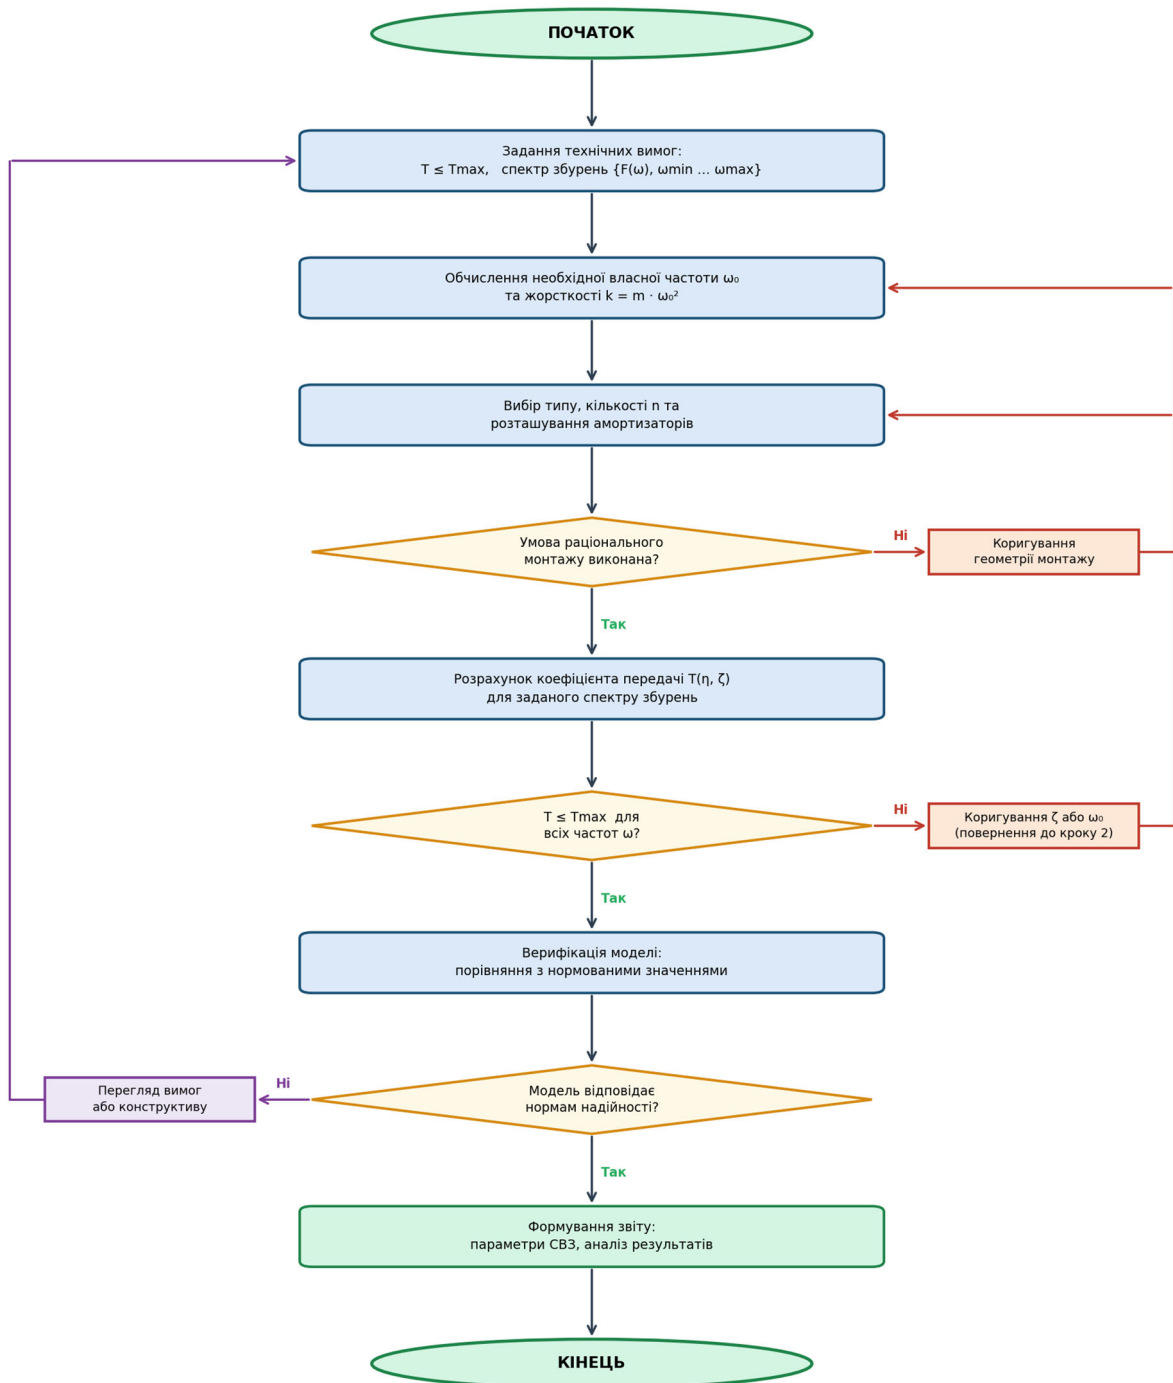 ПОЧАТОК
Задання технічних вимог:
T ≤ Tmax, спектр збурень {F(ω), ωmin … ωmax}
Обчислення необхідної власної частоти ω₀
та жорсткості k = m · ω₀²
Вибір типу, кількості n та
розташування амортизаторів
Умова раціонального
монтажу виконана?
Ні
Коригування
геометрії монтажу
Так
Розрахунок коефіцієнта передачі T(η, ζ)
для заданого спектру збурень
T ≤ Tmax для
всіх частот ω?
Ні
Коригування ζ або ω₀
(повернення до кроку 2)
Так
Верифікація моделі:
порівняння з нормованими значеннями
Модель відповідає
нормам надійності?
Ні
Перегляд вимог
або конструктиву
Так
Формування звіту:
параметри СВЗ, аналіз результатів
КІНЕЦЬ